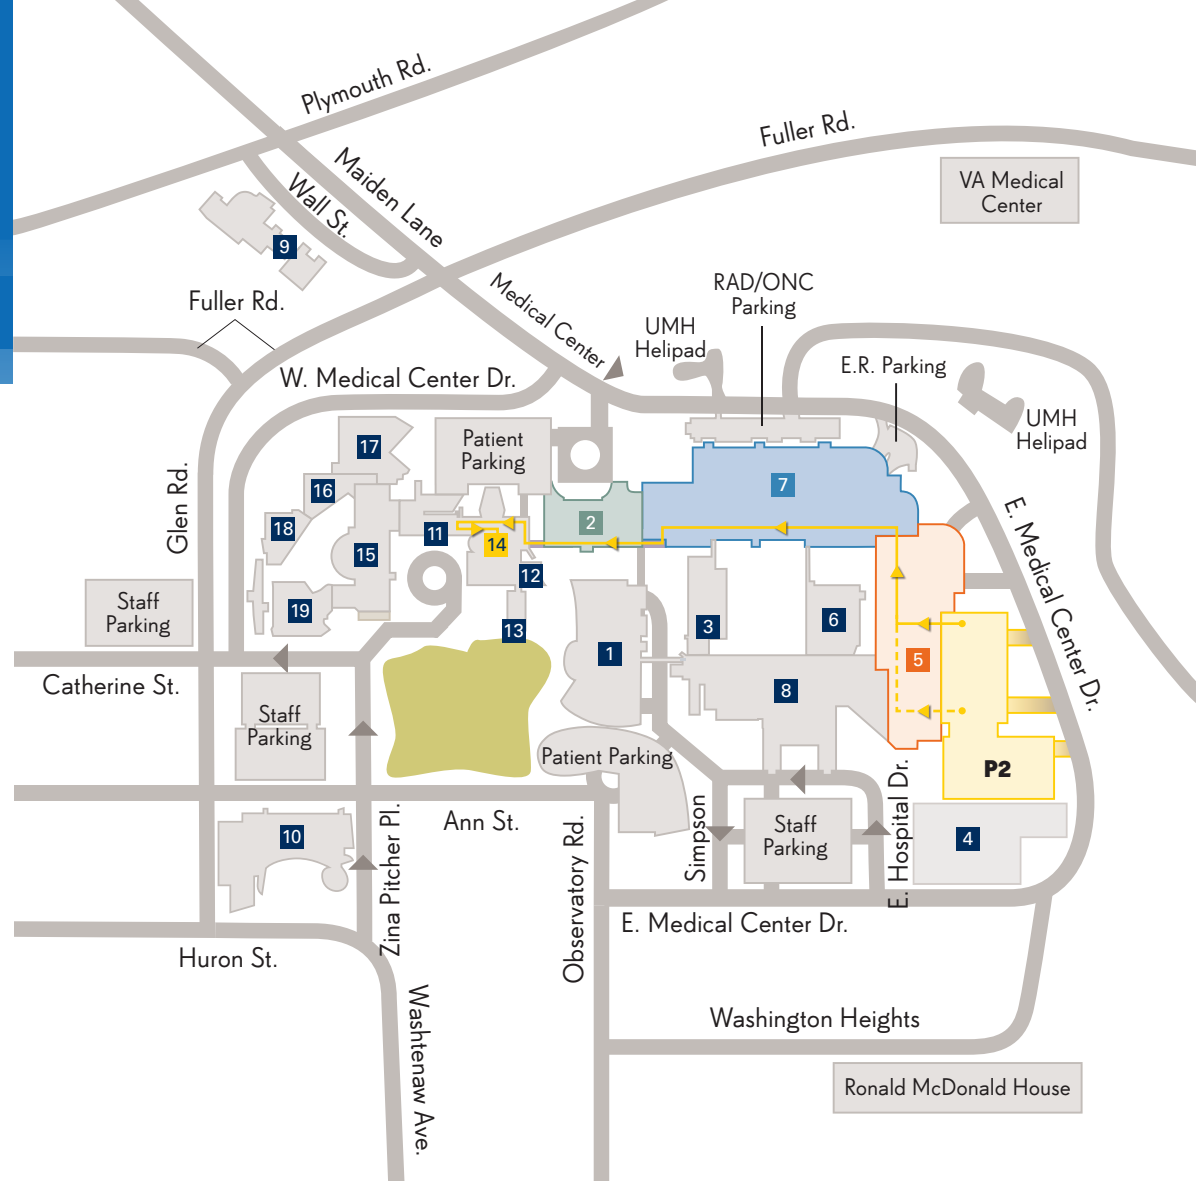 Plymouth Rd.
Fuller Rd.
Maiden Lane
Wall St.
VA Medical
Center
9
Fuller Rd.
Medical Center
RAD/ONC
Parking
UMH
Helipad
E.R. Parking
W. Medical Center Dr.
UMH
Helipad
17
Patient
Parking
16
7
Glen Rd.
18
11
2
14
15
12
E. Medical Center Dr.
Staff
Parking
19
13
3
6
1
5
Catherine St.
8
Staff
Parking
Patient Parking
P2
Ann St.
Simpson
Staff
Parking
E. Hospital Dr.
4
10
Zina Pitcher Pl.
Observatory Rd.
E. Medical Center Dr.
Huron St.
Washtenaw Ave.
Washington Heights
Ronald McDonald House